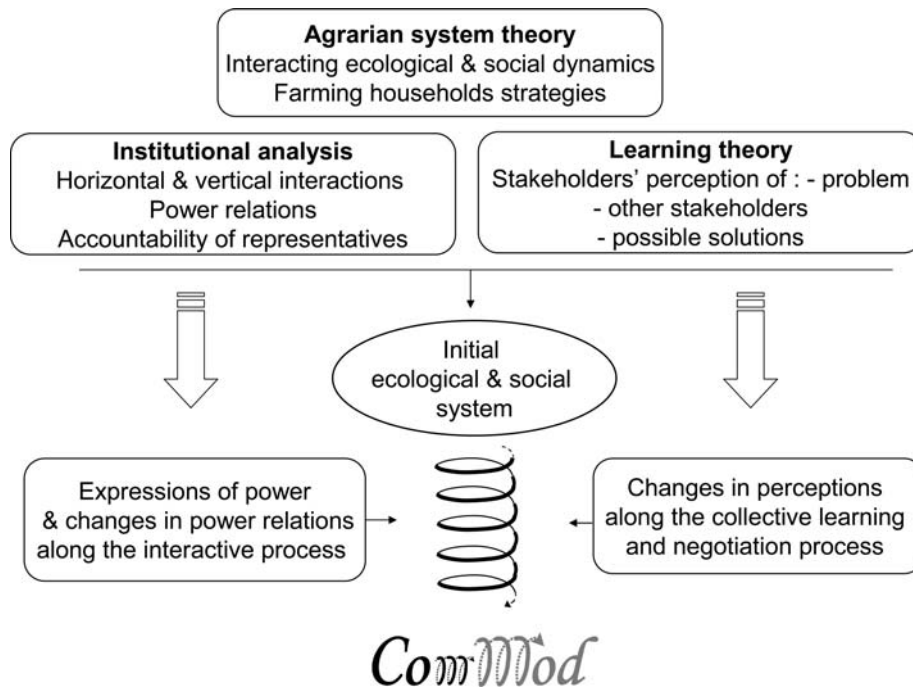 Agrarian system theory
Interacting ecological & social dynamics
Farming households strategies
Institutional analysis
Horizontal & vertical interactions
Power relations
Accountability of representatives
Learning theory
Stakeholders’ perception of : - problem
- other stakeholders
- possible solutions
Initial
ecological & social
system
Expressions of power
& changes in power relations
along the interactive process
Changes in perceptions
along the collective learning
and negotiation process
ComMod